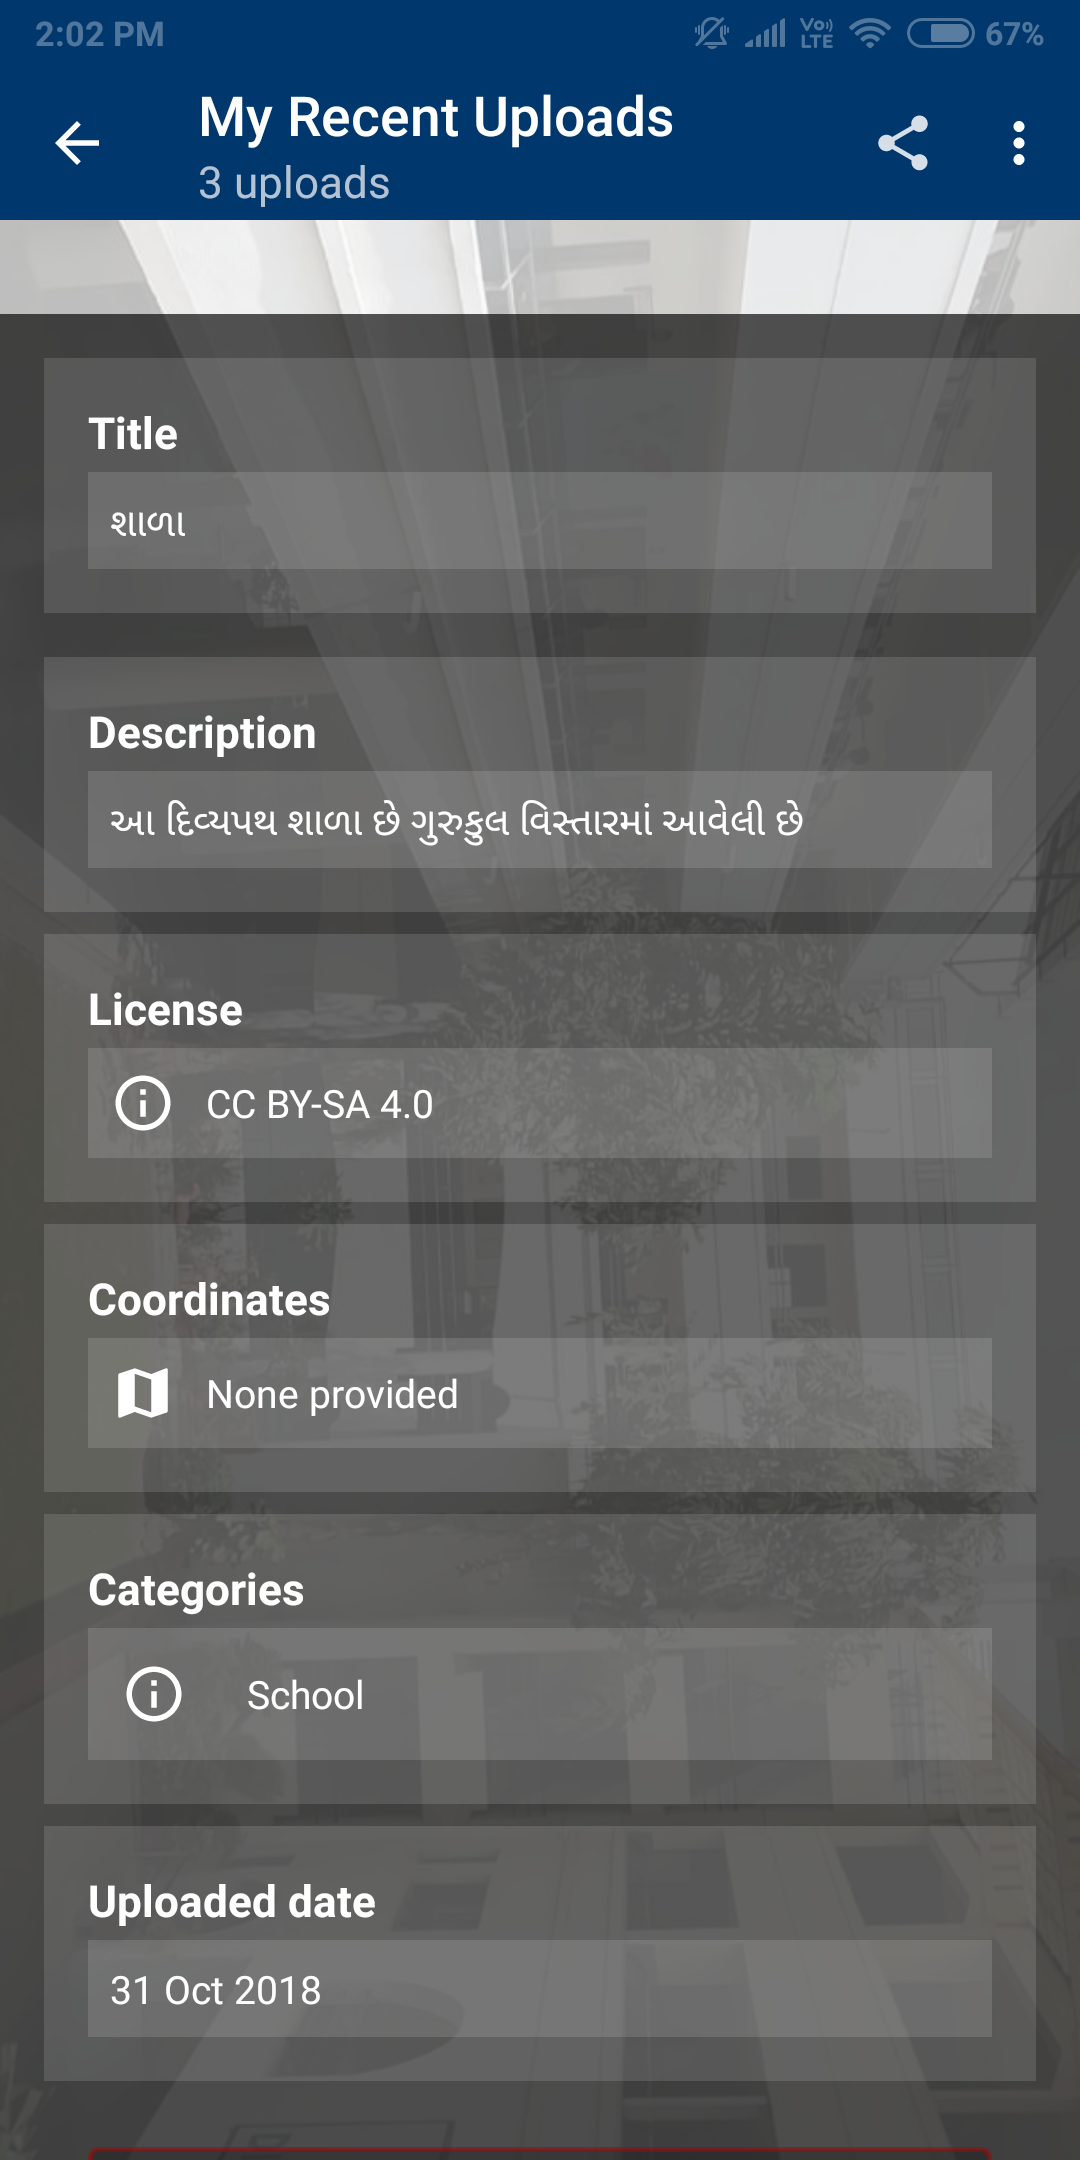 2:02 PM
Vo)) LTE
67%
My Recent Uploads
3 uploads
Title
શાળા
Description
આ દિવ્યપથ શાળા છે ગુરુકુલ વિસ્તારમાં આવેલી છે
License
CC BY-SA 4.0
Coordinates
None provided
Categories
School
Uploaded date
31 Oct 2018